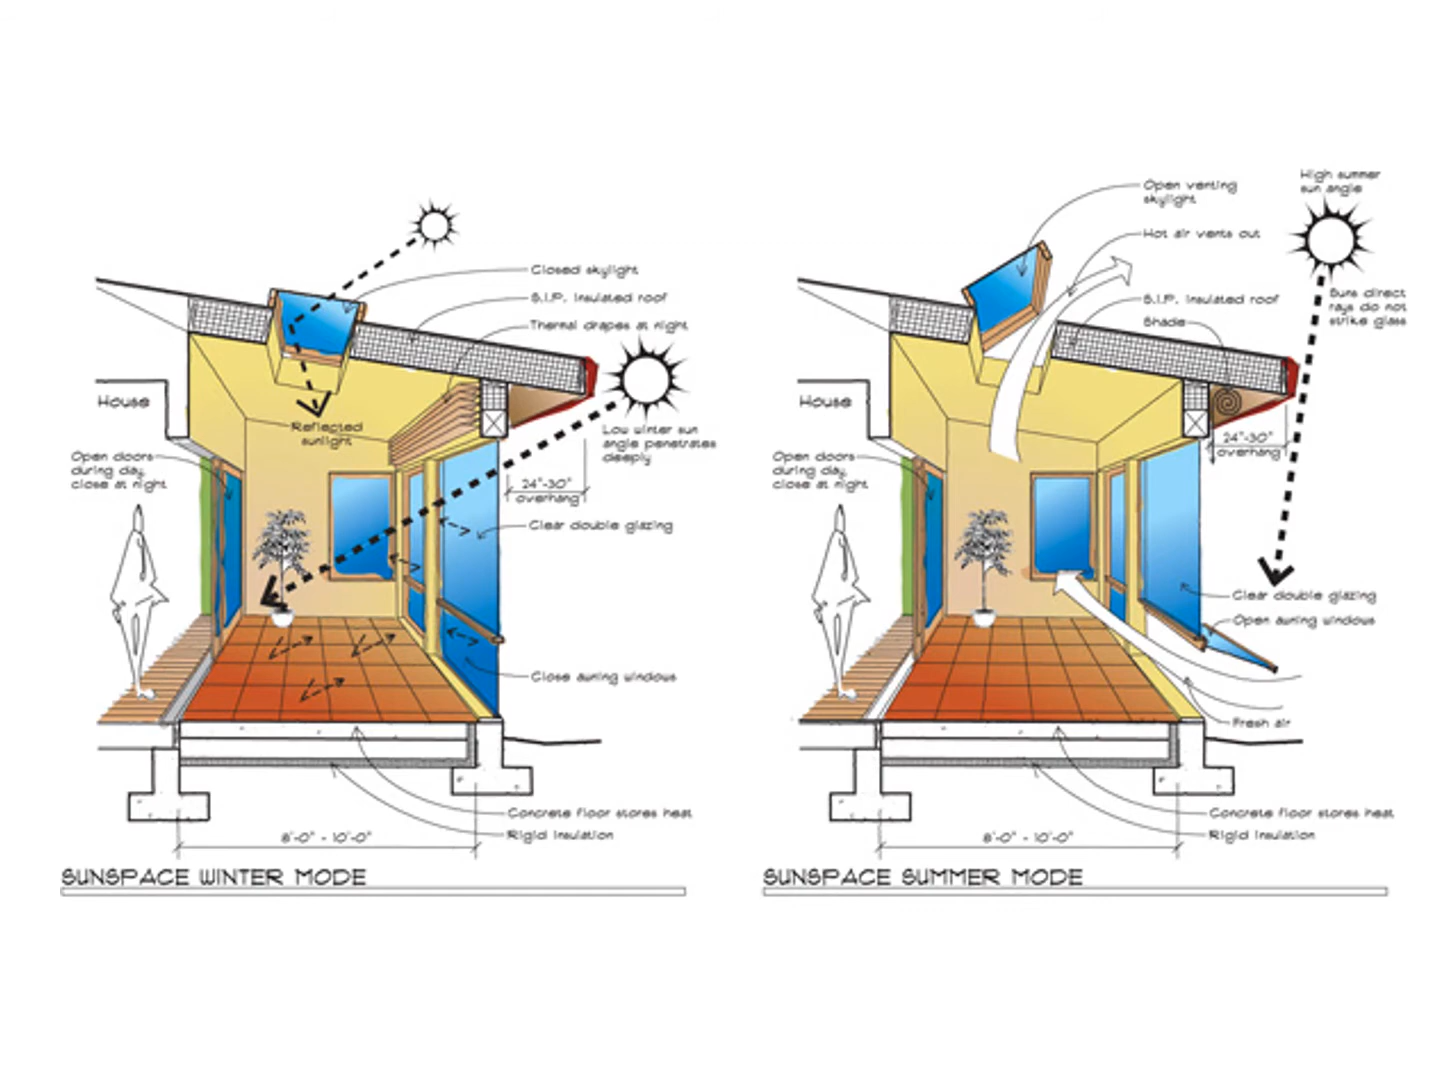 Closed skylight
S.I.P. Insulated roof
Thermal drapes at night
House
Reflected
sunlight
Low winter sun
angle penetrates
deeply
Open doors
during day,
close at night
24"-30"
overhang
Clear double glazing
Close awning windows
Concrete floor stores heat
Rigid Insulation
8'-0" - 10'-0"
SUNSPACE WINTER MODE
High summer
sun angle
Open venting
skylight
Hot air vents out
Suns direct
rays do not
strike glass
S.I.P. Insulated roof
Shade
House
24"-30"
overhang
Open doors
during day,
close at night
Clear double glazing
Open awning windows
Fresh air
Concrete floor stores heat
Rigid Insulation
8'-0" - 10'-0"
SUNSPACE SUMMER MODE